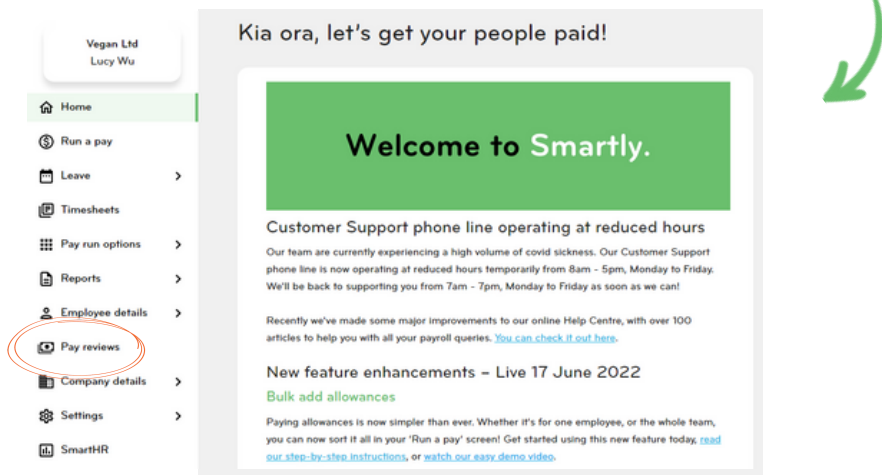 Vegan Ltd
Lucy Wu
Home
Run a pay
Leave
Timesheets
Pay run options
Reports
Employee details
Pay reviews
Company details
Settings
SmartHR
Kia ora, let's get your people paid!
Welcome to Smartly.
Customer Support phone line operating at reduced hours
Our team are currently experiencing a high volume of covid sickness. Our Customer Support
phone line is now operating at reduced hours temporarily from 8am - 5pm, Monday to Friday.
We'll be back to supporting you from 7am - 7pm, Monday to Friday as soon as we can!
Recently we've made some major improvements to our online Help Centre, with over 100
articles to help you with all your payroll queries. You can check it out here.
New feature enhancements – Live 17 June 2022
Bulk add allowances
Paying allowances is now simpler than ever. Whether it's for one employee, or the whole team,
you can now sort it all in your 'Run a pay' screen! Get started using this new feature today, read
our step-by-step instructions, or watch our easy demo video.